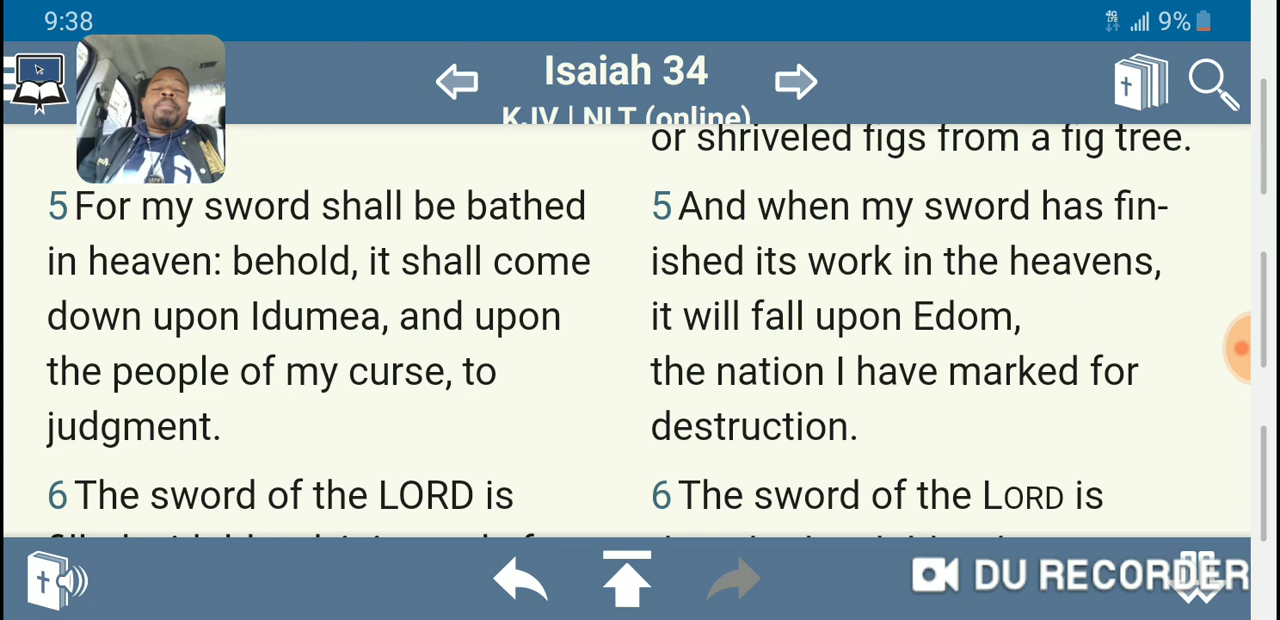 9:38
4G LTE
9%
Isaiah 34
KJV | NLT (online)
or shriveled figs from a fig tree.
5 For my sword shall be bathed
in heaven: behold, it shall come
down upon Idumea, and upon
the people of my curse, to
judgment.
6 The sword of the LORD is
5 And when my sword has fin-
ished its work in the heavens,
it will fall upon Edom,
the nation I have marked for
destruction.
6 The sword of the LORD is
DU RECORDER